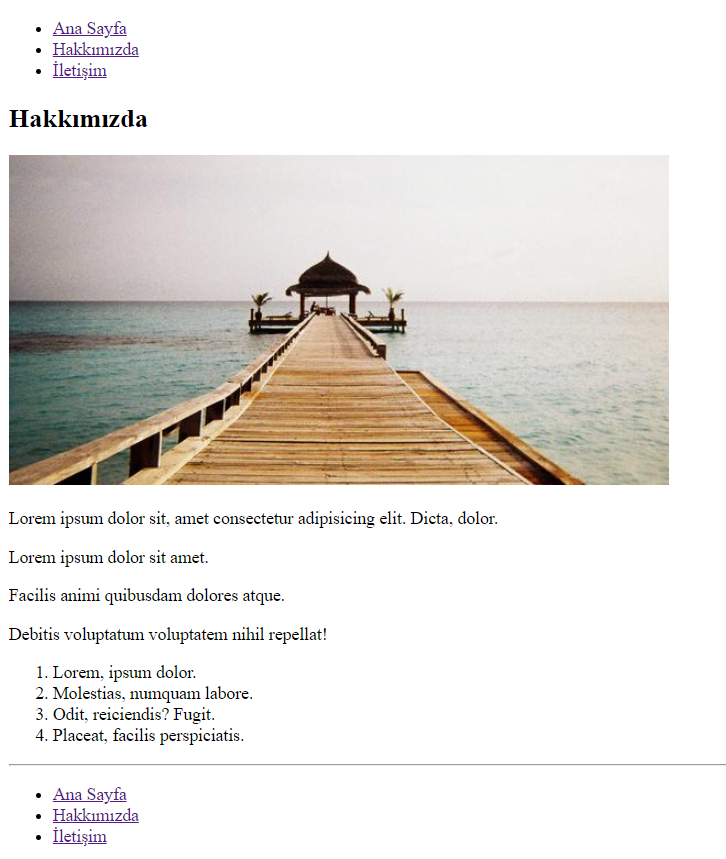 Ana Sayfa
Hakkımızda
İletişim
Hakkımızda
Lorem ipsum dolor sit, amet consectetur adipisicing elit. Dicta, dolor.
Lorem ipsum dolor sit amet.
Facilis animi quibusdam dolores atque.
Debitis voluptatum voluptatem nihil repellat!
1. Lorem, ipsum dolor.
2. Molestias, numquam labore.
3. Odit, reiciendis? Fugit.
4. Placeat, facilis perspiciatis.
Ana Sayfa
Hakkımızda
İletişim